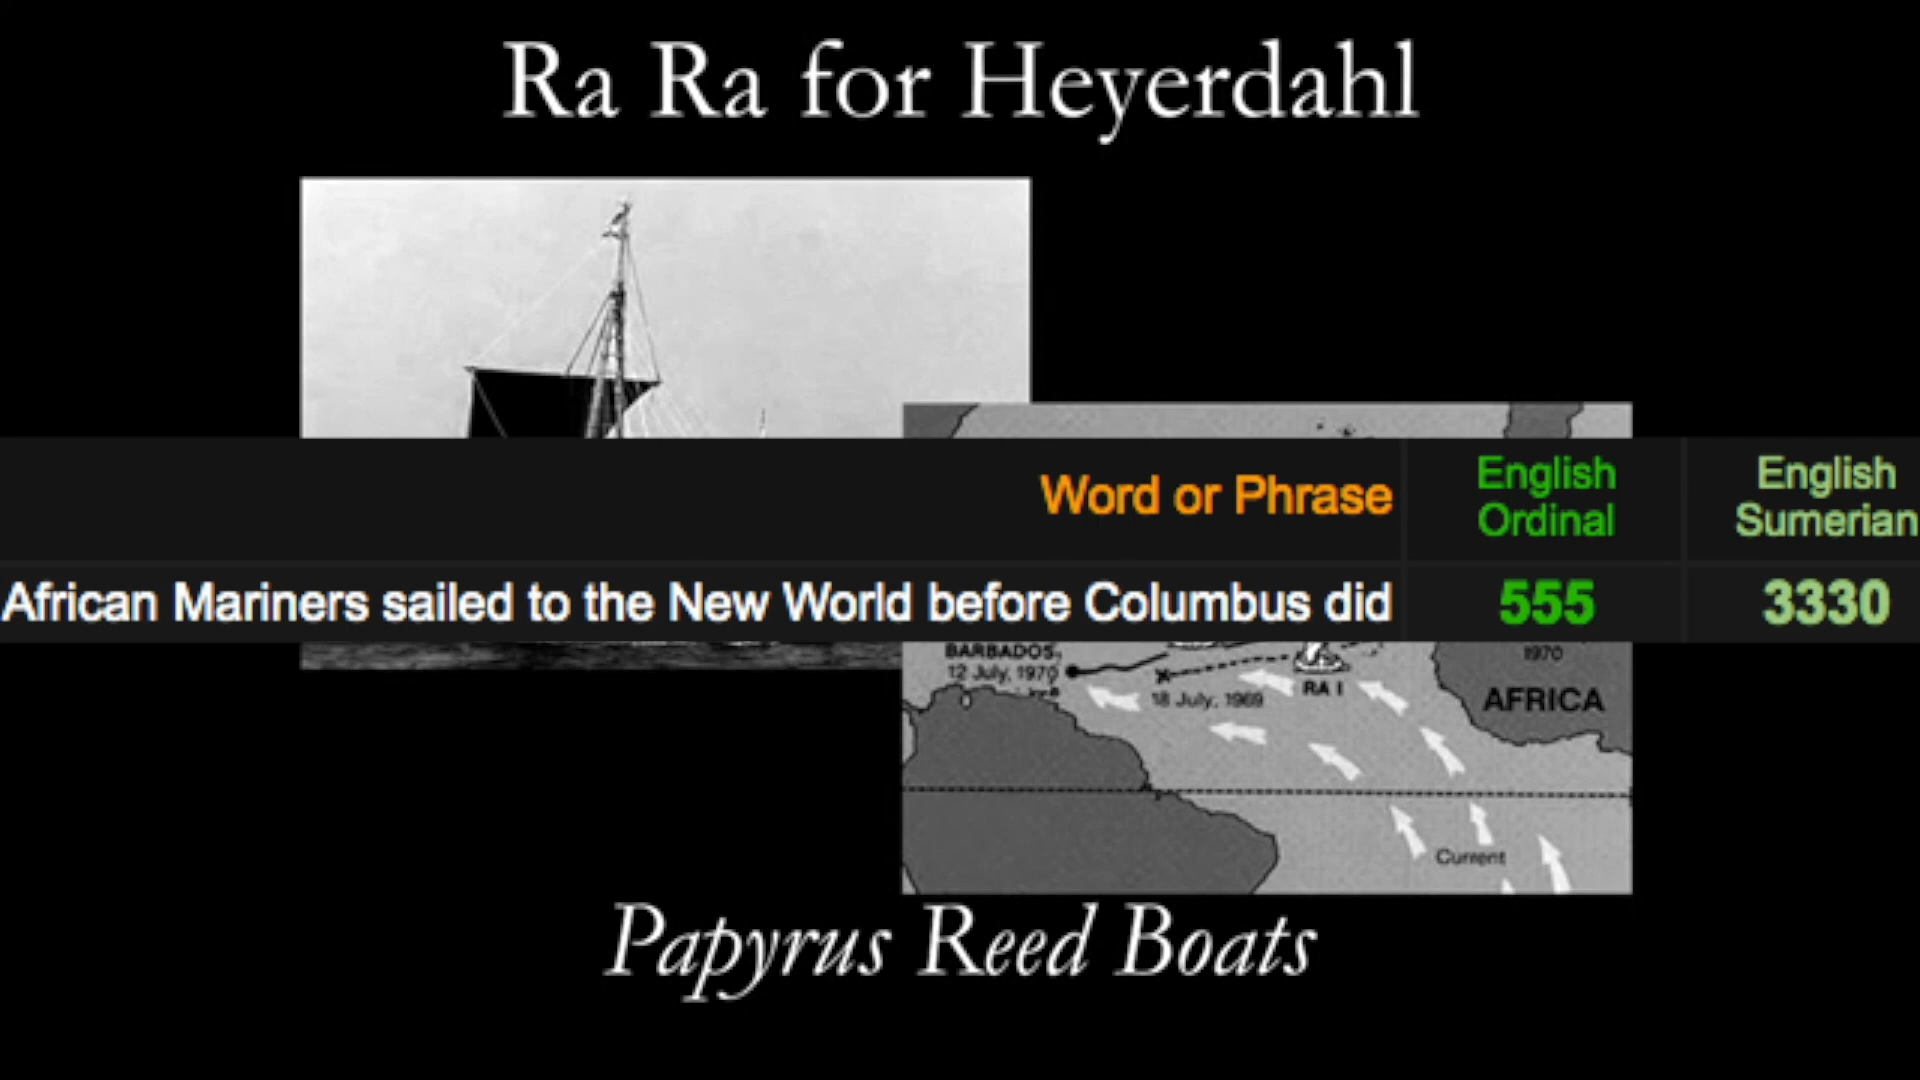 Ra Ra for Heyerdahl
Word or Phrase
English
Ordinal
English
Sumerian
African Mariners sailed to the New World before Columbus did
555
3330
BARBADOS,
12 July, 1970
18 July, 1969
RA I
1970
AFRICA
Current
Papyrus Reed Boats